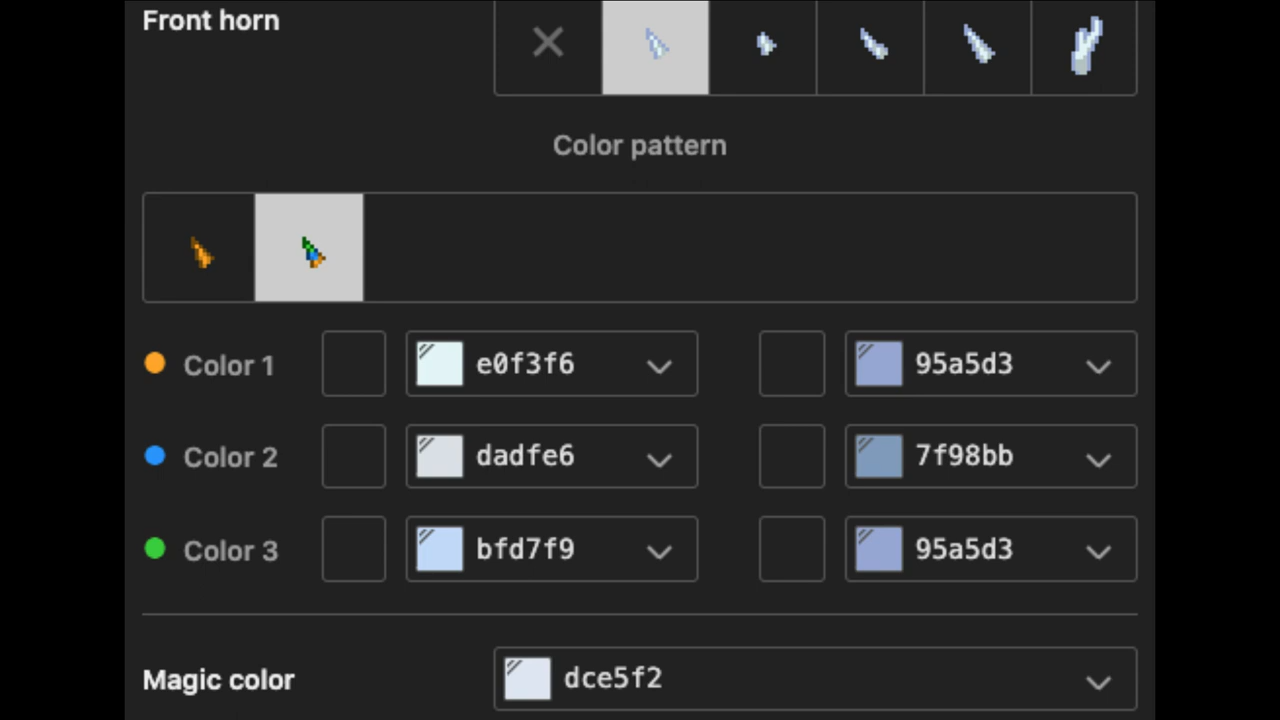 Front horn
Color pattern
Color 1 e0f3f6 95a5d3
Color 2 dadfe6 7f98bb
Color 3 bfd7f9 95a5d3
Magic color dce5f2